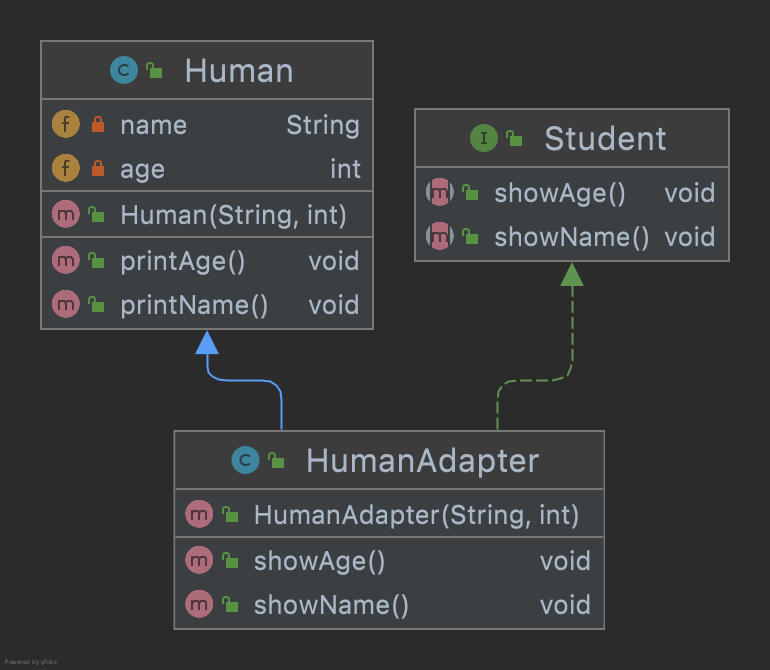 C Human
f name String
f age int
m Human(String, int)
m printAge() void
m printName() void
I Student
m showAge() void
m showName() void
C HumanAdapter
m HumanAdapter(String, int)
m showAge() void
m showName() void
Powered by yFiles